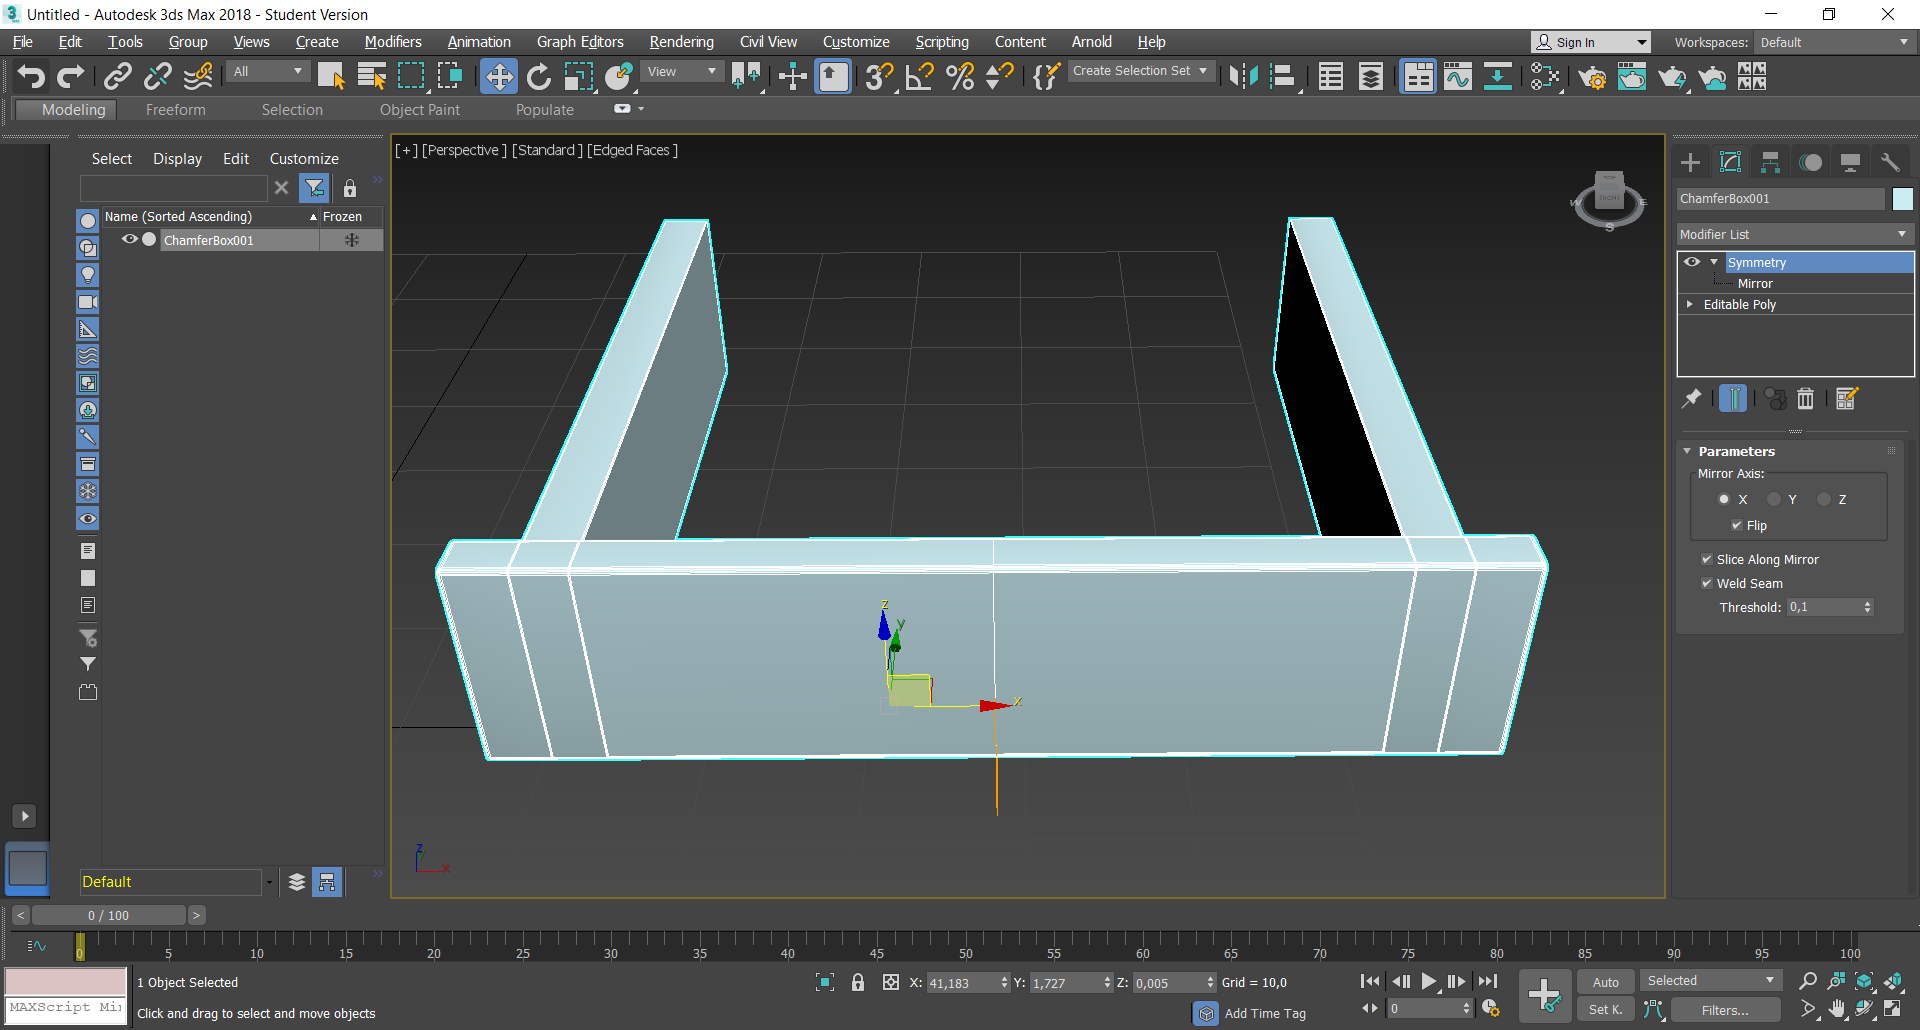 Untitled - Autodesk 3ds Max 2018 - Student Version
File Edit Tools Group Views Create Modifiers Animation Graph Editors Rendering Civil View Customize Scripting Content Arnold Help Sign In Workspaces: Default
All View Create Selection Set
Modeling Freeform Selection Object Paint Populate
[+] [Perspective ] [Standard ] [Edged Faces ]
Select Display Edit Customize
Name (Sorted Ascending) Frozen
ChamferBox001
TOP
FRONT
W E
S
ChamferBox001
Modifier List
Symmetry
Mirror
Editable Poly
Parameters
Mirror Axis:
X Y Z
Flip
Slice Along Mirror
Weld Seam
Threshold: 0,1
z
y
x
z
x
Default
< 0 / 100 >
0 5 10 15 20 25 30 35 40 45 50 55 60 65 70 75 80 85 90 95 100
1 Object Selected X: 41,183 Y: 1,727 Z: 0,005 Grid = 10,0 Auto Selected
MAXScript Mi
Click and drag to select and move objects Add Time Tag 0 Set K. Filters...